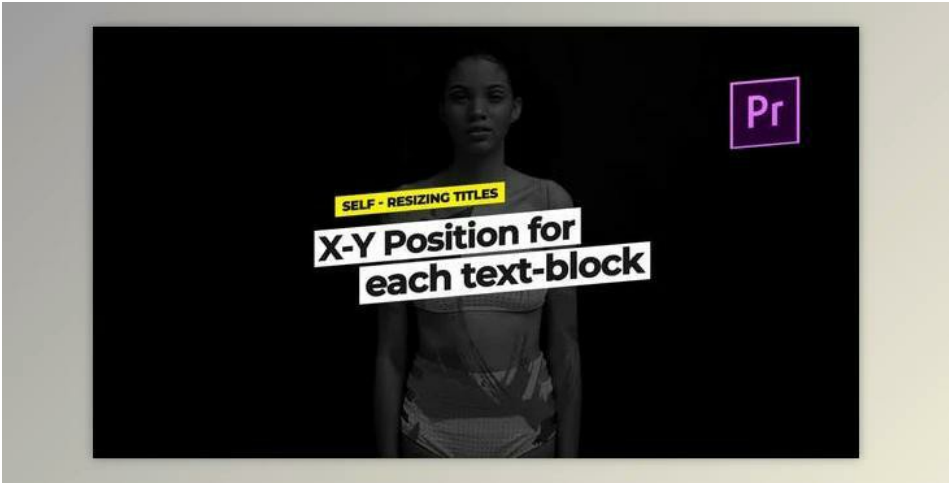 SELF - RESIZING TITLES
X-Y Position for
each text-block
Pr